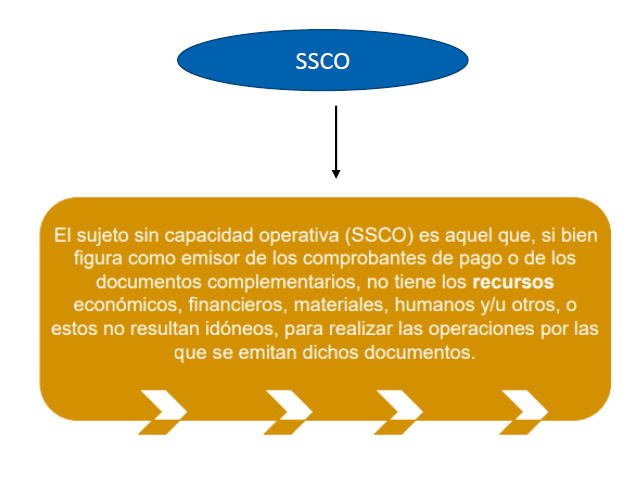 SSCO
El sujeto sin capacidad operativa (SSCO) es aquel que, si bien
figura como emisor de los comprobantes de pago o de los
documentos complementarios, no tiene los recursos
económicos, financieros, materiales, humanos y/u otros, o
estos no resultan idóneos, para realizar las operaciones por las
que se emitan dichos documentos.